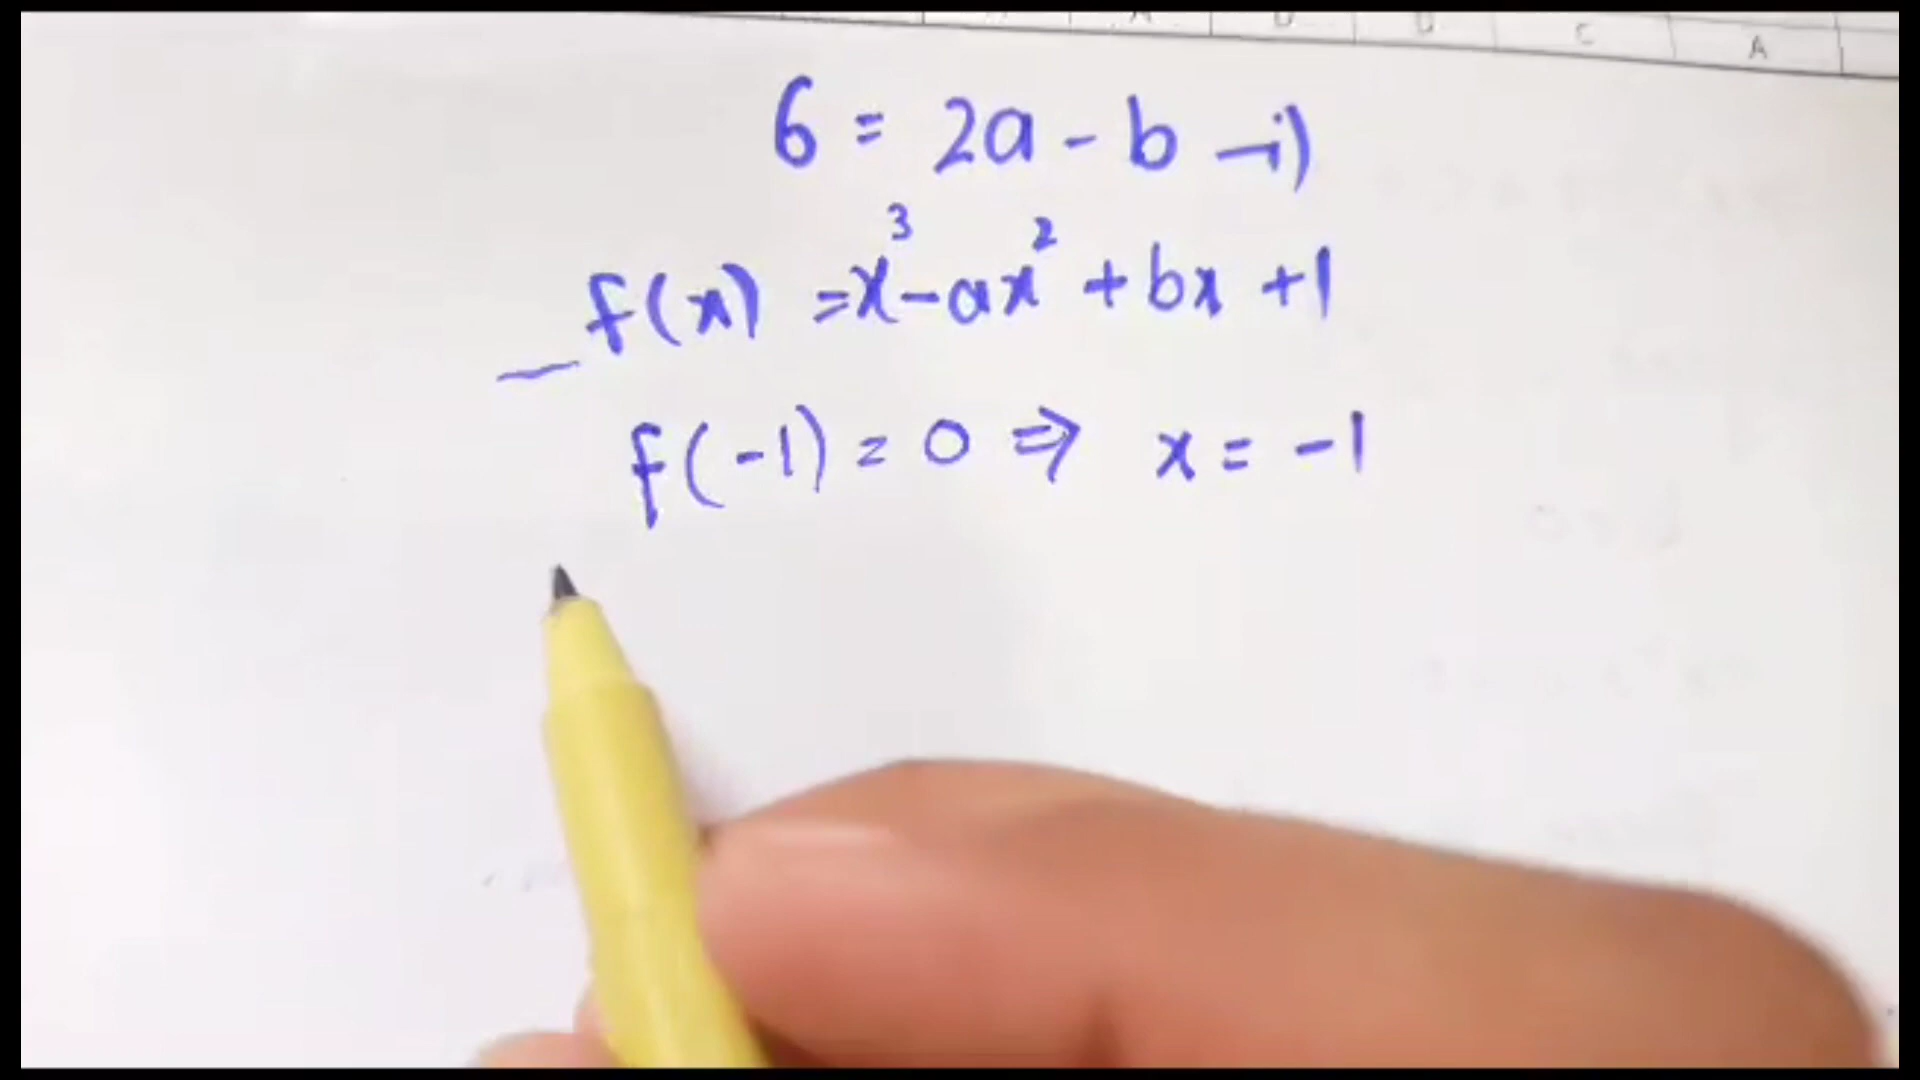 C A
6 = 2a - b - i)
f(x) = x³ - ax² + bx + 1
f(-1) = 0 ⇒ x = -1